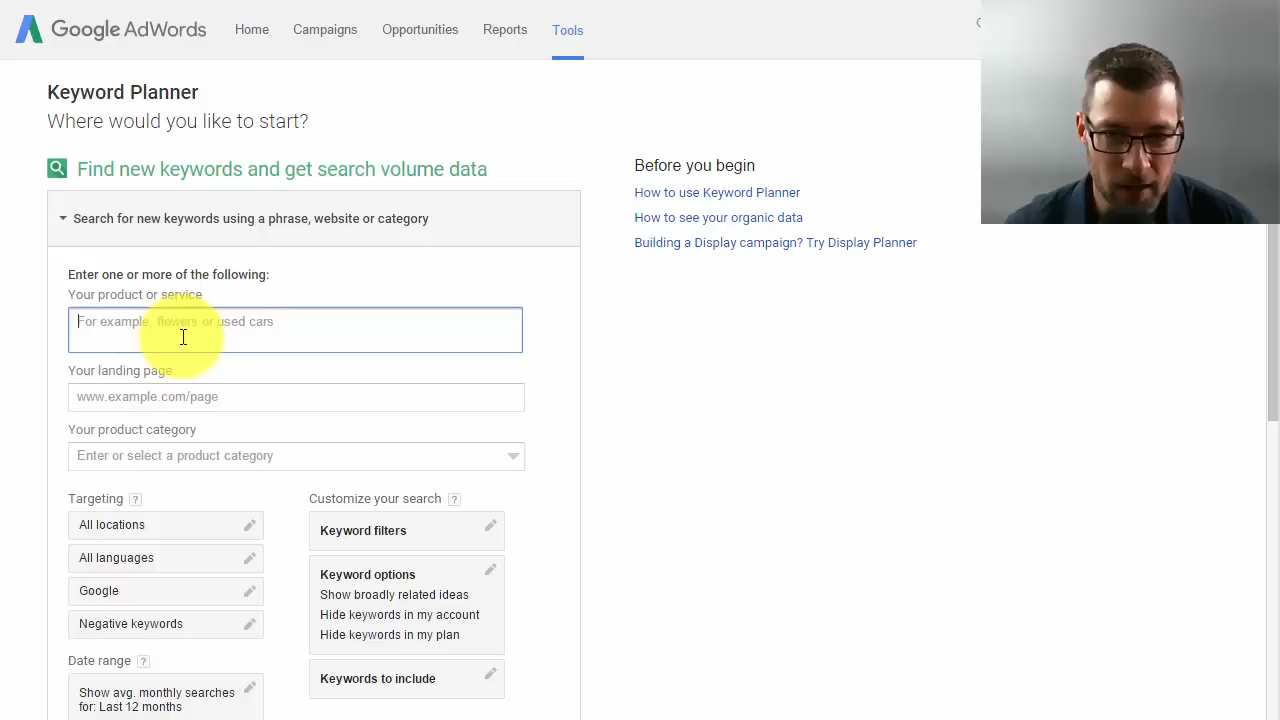 Google AdWords
Home
Campaigns
Opportunities
Reports
Tools
Keyword Planner
Where would you like to start?
Find new keywords and get search volume data
Search for new keywords using a phrase, website or category
Enter one or more of the following:
Your product or service
For example, flowers or used cars
Your landing page
www.example.com/page
Your product category
Enter or select a product category
Targeting ?
All locations
All languages
Google
Negative keywords
Date range ?
Show avg. monthly searches
for: Last 12 months
Customize your search ?
Keyword filters
Keyword options
Show broadly related ideas
Hide keywords in my account
Hide keywords in my plan
Keywords to include
Before you begin
How to use Keyword Planner
How to see your organic data
Building a Display campaign? Try Display Planner